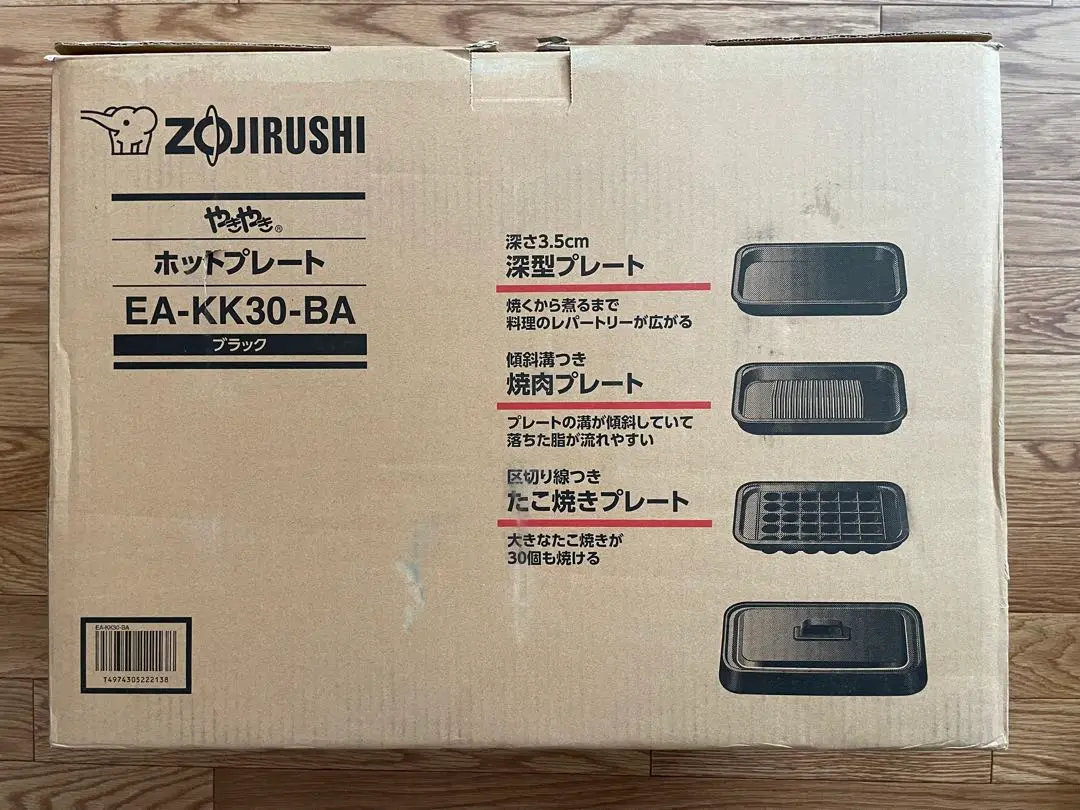 ZOJIRUSHI
やきやき®
ホットプレート
EA-KK30-BA
ブラック
深さ3.5cm
深型プレート
焼くから煮るまで
料理のレパートリーが広がる
傾斜溝つき
焼肉プレート
プレートの溝が傾斜していて
落ちた脂が流れやすい
区切り線つき
たこ焼きプレート
大きなたこ焼きが
30個も焼ける
EA-KK30-BA
T4974305222138